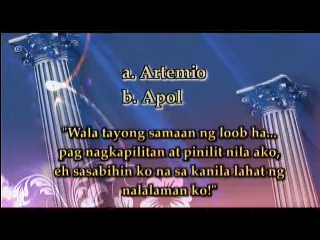 a. Artemio
b. Apol
"Wala tayong samaan ng loob ha...
pag nagkapilitan at pinilit nila ako,
eh sasabihin ko na sa kanila lahat ng
nalalaman ko!"